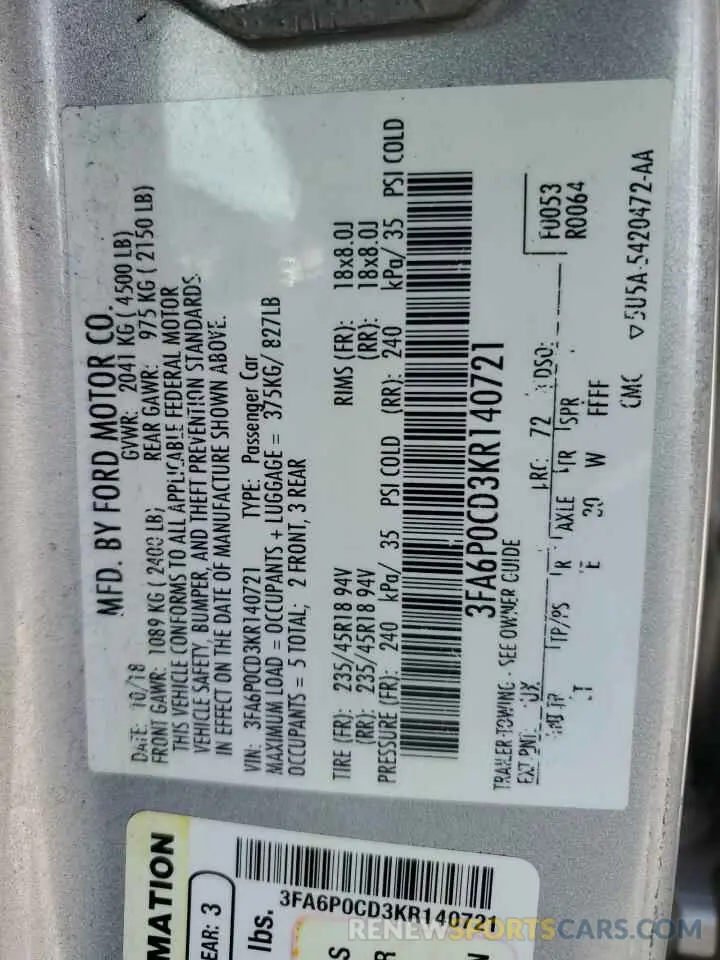 MFD. BY FORD MOTOR CO.
DATE: 10/18 GVWR: 2041 KG ( 4500 LB)
FRONT GAWR: 1089 KG ( 2400 LB) REAR GAWR: 975 KG ( 2150 LB)
THIS VEHICLE CONFORMS TO ALL APPLICABLE FEDERAL MOTOR
VEHICLE SAFETY, BUMPER, AND THEFT PREVENTION STANDARDS
IN EFFECT ON THE DATE OF MANUFACTURE SHOWN ABOVE.
VIN: 3FA6P0CD3KR140721 TYPE: Passenger Car
MAXIMUM LOAD = OCCUPANTS + LUGGAGE = 375KG/ 827LB
OCCUPANTS = 5 TOTAL; 2 FRONT, 3 REAR
TIRE (FR): 235/45R18 94V RIMS (FR): 18x8.0J
(RR): 235/45R18 94V (RR): 18x8.0J
PRESSURE (FR): 240 kPa/ 35 PSI COLD (RR): 240 kPa/ 35 PSI COLD
3FA6P0CD3KR140721
TRAILER TOWING - SEE OWNER GUIDE
EXT PNT: UX RC: 72 DSO: F0053
R0064
TP/PS R AXLE TR SPR
E W FFFF
CMC 5U5A-5420472-AA
MATION
EAR: 3
lbs.
3FA6P0CD3KR140721
RENEWSPORTSCARS.COM